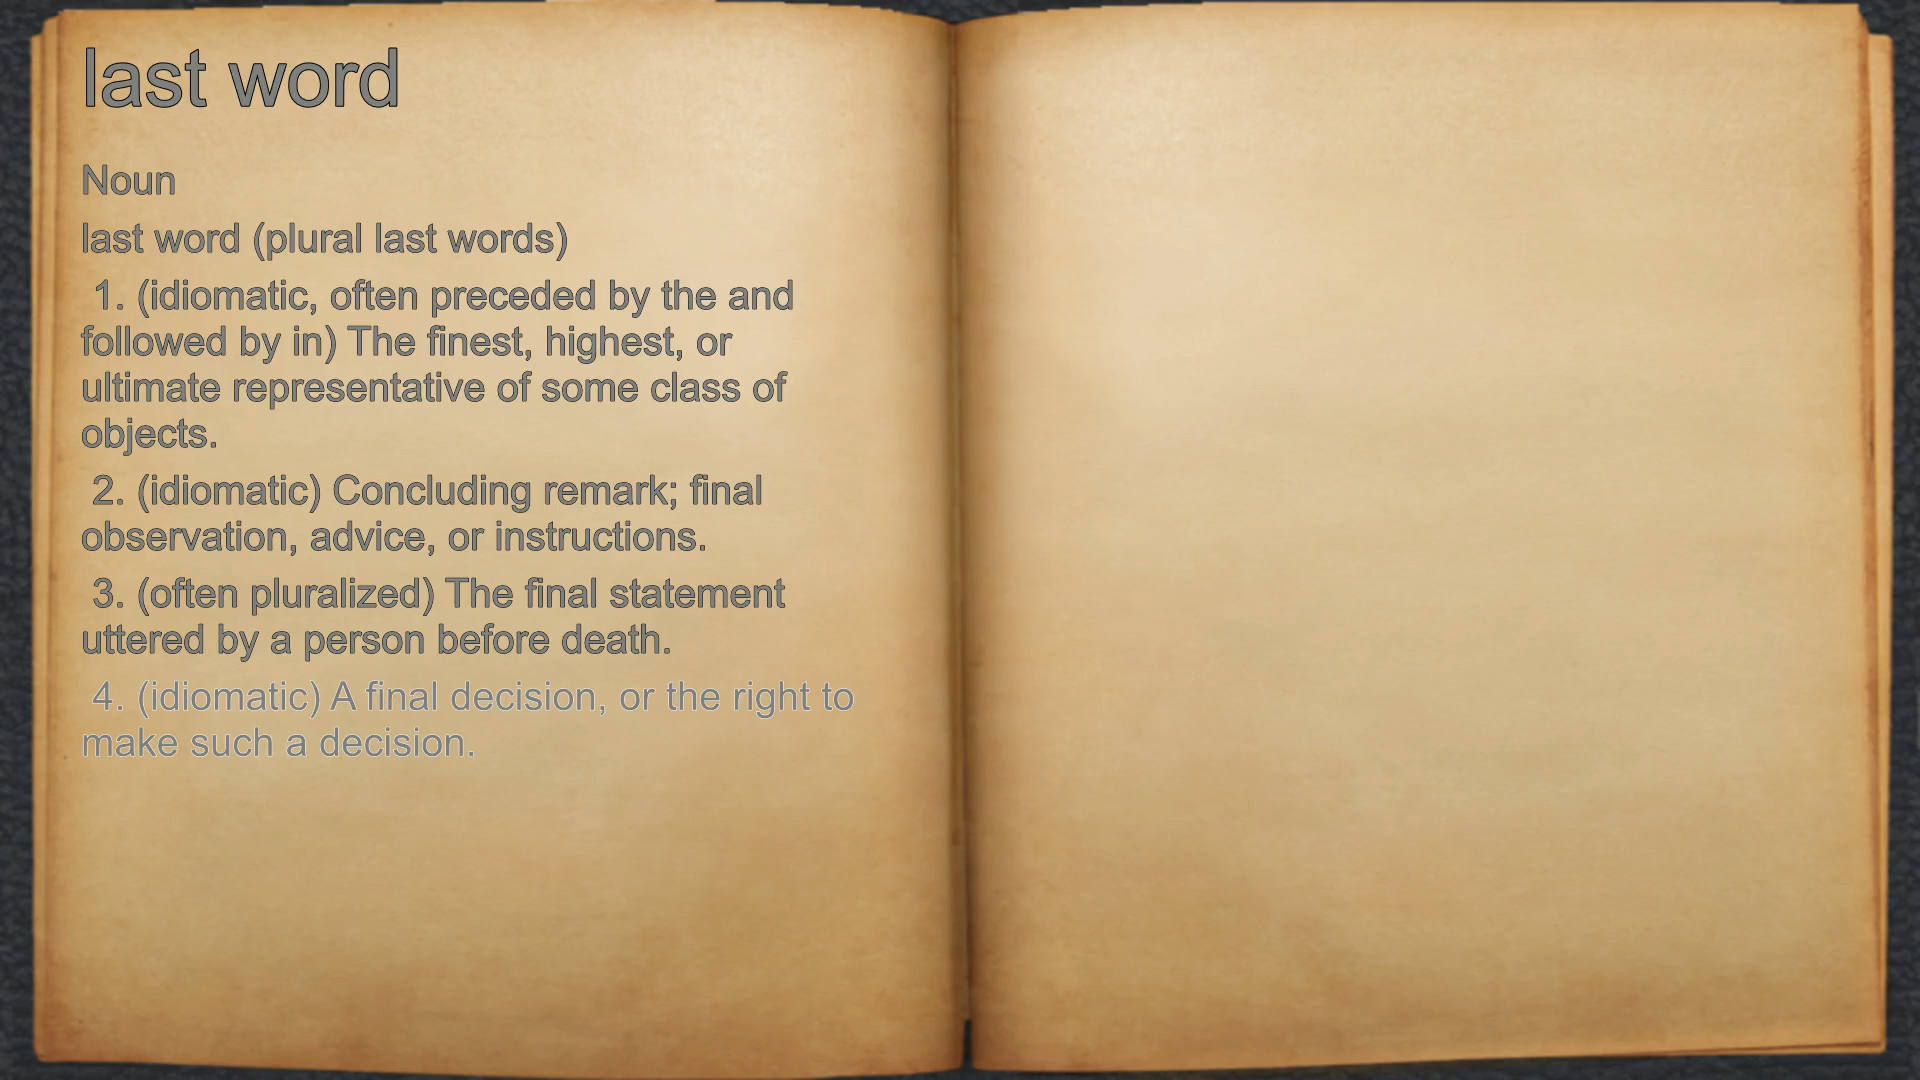 last word
Noun
last word (plural last words)
1. (idiomatic, often preceded by the and
followed by in) The finest, highest, or
ultimate representative of some class of
objects.
2. (idiomatic) Concluding remark; final
observation, advice, or instructions.
3. (often pluralized) The final statement
uttered by a person before death.
4. (idiomatic) A final decision, or the right to
make such a decision.